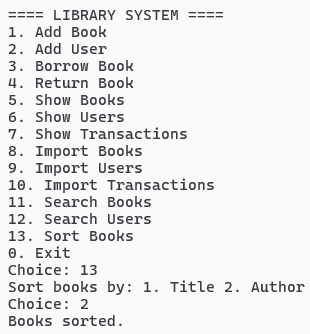 ==== LIBRARY SYSTEM ====
1. Add Book
2. Add User
3. Borrow Book
4. Return Book
5. Show Books
6. Show Users
7. Show Transactions
8. Import Books
9. Import Users
10. Import Transactions
11. Search Books
12. Search Users
13. Sort Books
0. Exit
Choice: 13
Sort books by: 1. Title 2. Author
Choice: 2
Books sorted.